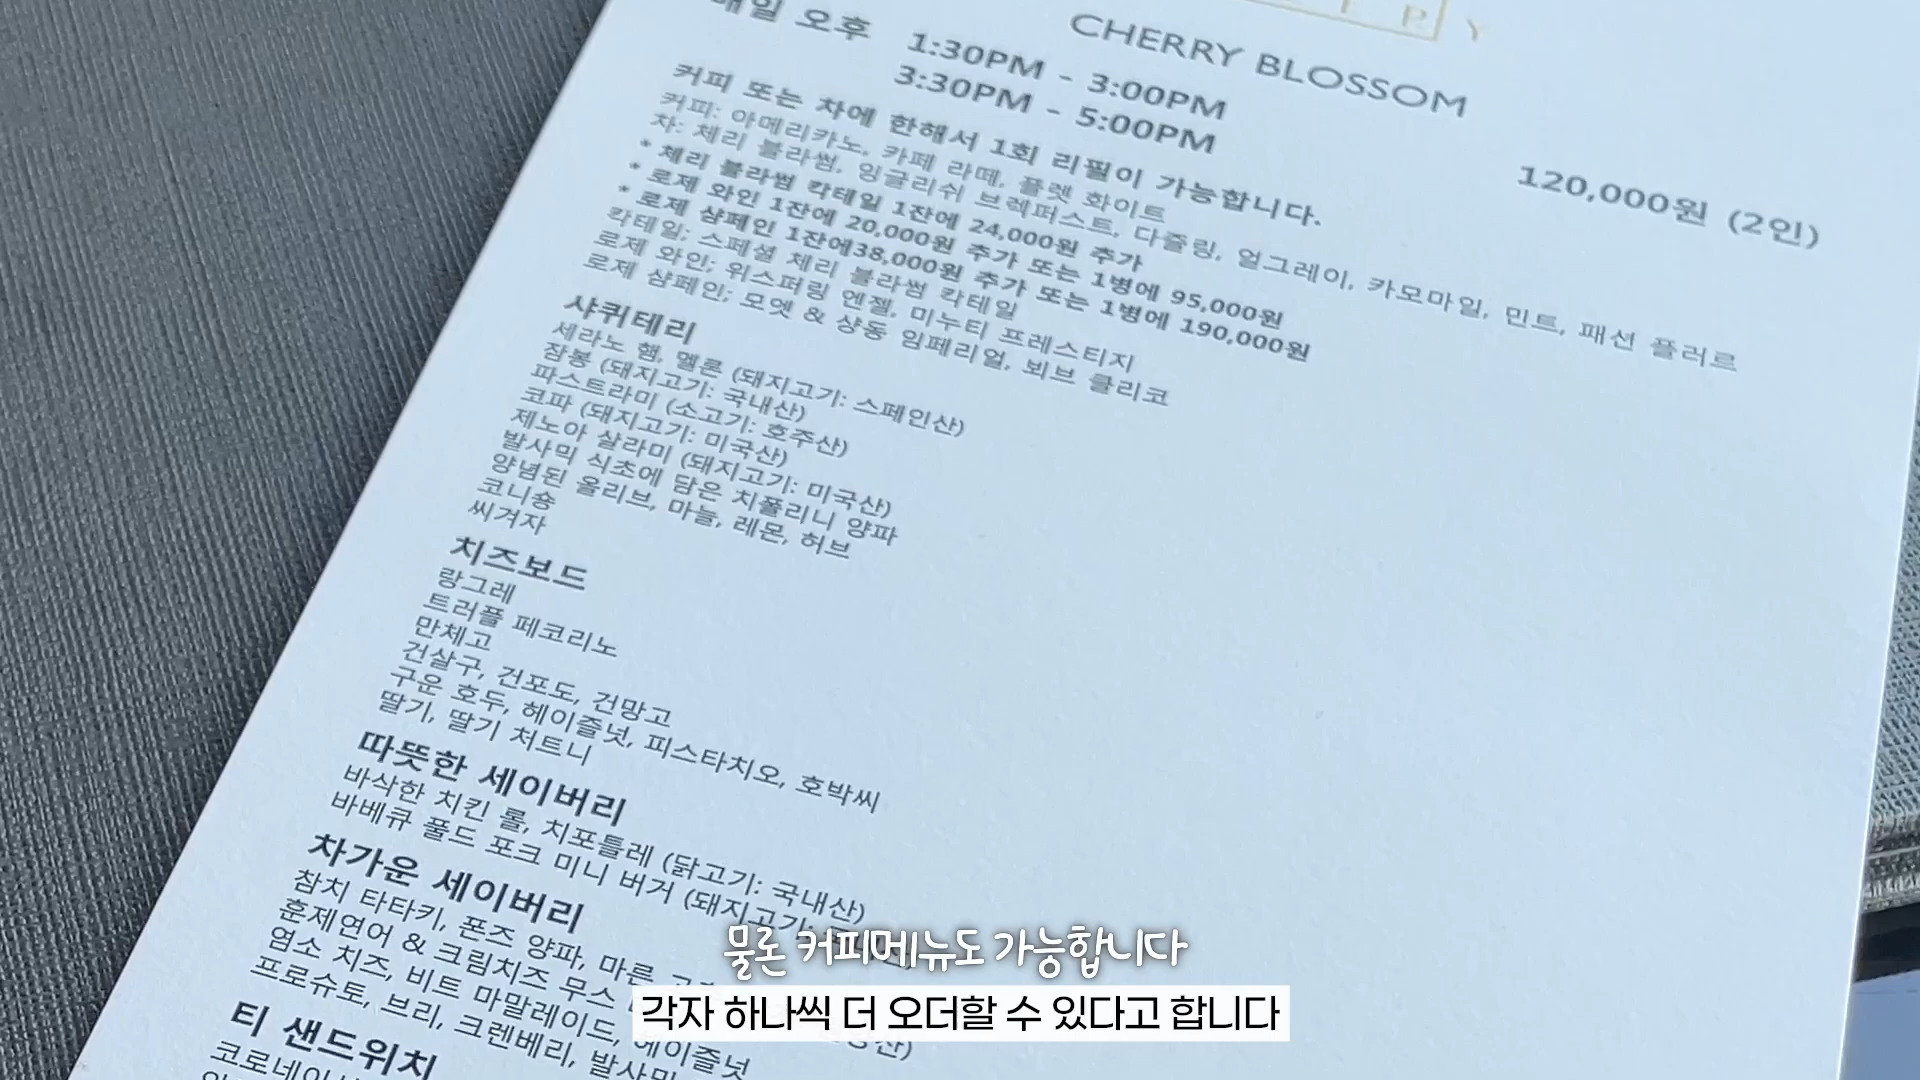 CHERRY BLOSSOM
매일 오후 1:30PM - 3:00PM
3:30PM - 5:00PM
120,000원 (2인)
커피 또는 차에 한해서 1회 리필이 가능합니다.
커피: 아메리카노, 카페 라떼, 플렛 화이트
차: 체리 블라썸, 잉글리쉬 브렉퍼스트, 다즐링, 얼그레이, 카모마일, 민트, 패션 플러르
* 체리 블라썸 칵테일 1잔에 24,000원 추가
* 로제 와인 1잔에 20,000원 추가 또는 1병에 95,000원
* 로제 샴페인 1잔에38,000원 추가 또는 1병에 190,000원
칵테일; 스페셜 체리 블라썸 칵테일
로제 와인; 위스퍼링 엔젤, 미누티 프레스티지
로제 샴페인; 모엣 & 샹동 임페리얼, 뵈브 클리코
샤퀴테리
세라노 햄, 멜론 (돼지고기: 스페인산)
잠봉 (돼지고기: 국내산)
파스트라미 (소고기: 호주산)
코파 (돼지고기: 미국산)
제노아 살라미 (돼지고기: 미국산)
발사믹 식초에 담은 치폴리니 양파
양념된 올리브, 마늘, 레몬, 허브
코니숑
씨겨자
치즈보드
랑그레
트러플 페코리노
만체고
건살구, 건포도, 건망고
구운 호두, 헤이즐넛, 피스타치오, 호박씨
딸기, 딸기 처트니
따뜻한 세이버리
바삭한 치킨 롤, 치포틀레 (닭고기: 국내산)
바베큐 풀드 포크 미니 버거 (돼지고기:
차가운 세이버리
참치 타타키, 폰즈 양파, 마른
훈제연어 & 크림치즈 무스
염소 치즈, 비트 마말레이드, 헤이즐넛
프로슈토, 브리, 크렌베리, 발사믹
티 샌드위치
물론 커피메뉴도 가능합니다
각자 하나씩 더 오더할 수 있다고 합니다